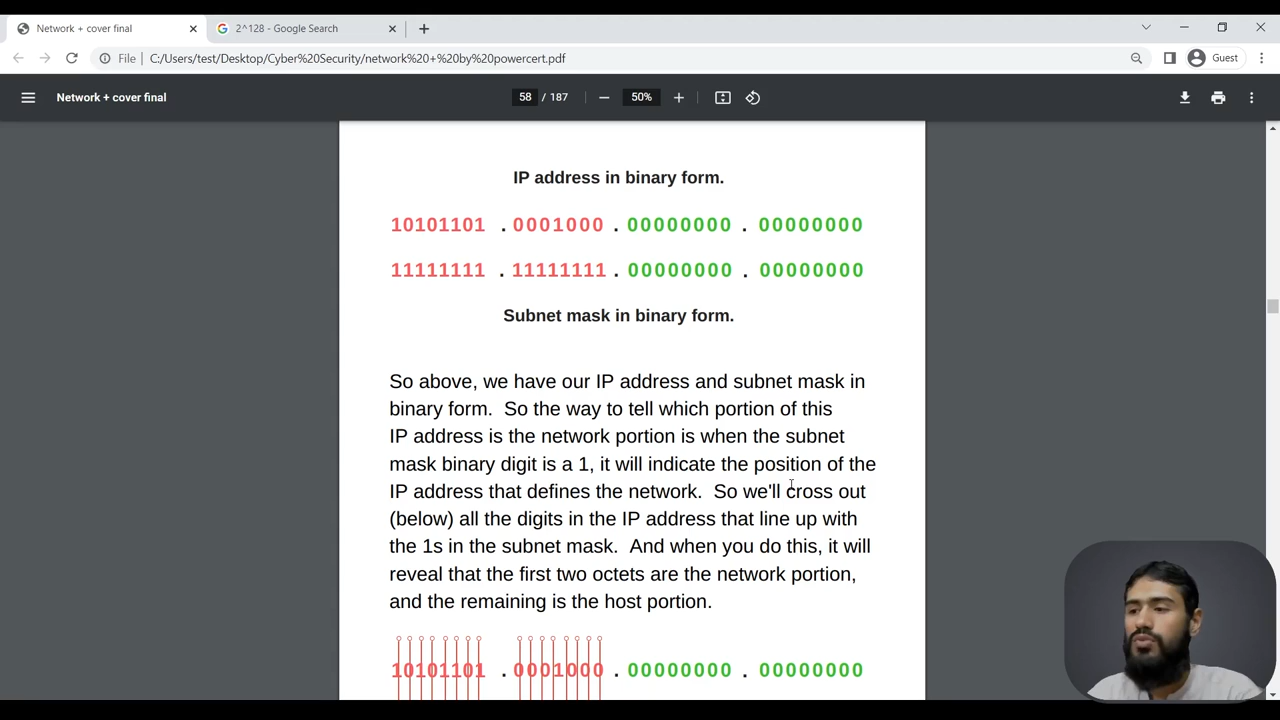 Network + cover final
2^128 - Google Search
File
C:/Users/test/Desktop/Cyber%20Security/network%20+%20by%20powercert.pdf
Guest
Network + cover final
58 / 187
50%
IP address in binary form.
10101101 . 0001000 . 00000000 . 00000000
11111111 . 11111111 . 00000000 . 00000000
Subnet mask in binary form.
So above, we have our IP address and subnet mask in
binary form.  So the way to tell which portion of this
IP address is the network portion is when the subnet
mask binary digit is a 1, it will indicate the position of the
IP address that defines the network.  So we'll cross out
(below) all the digits in the IP address that line up with
the 1s in the subnet mask.  And when you do this, it will
reveal that the first two octets are the network portion,
and the remaining is the host portion.
10101101 . 0001000 . 00000000 . 00000000